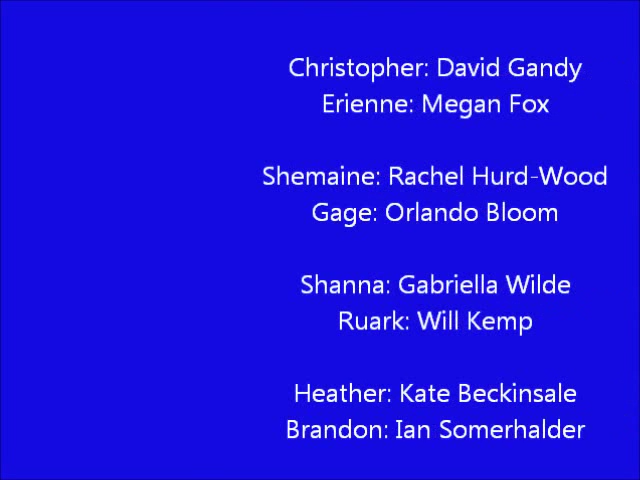 Christopher: David Gandy
Erienne: Megan Fox
Shemaine: Rachel Hurd-Wood
Gage: Orlando Bloom
Shanna: Gabriella Wilde
Ruark: Will Kemp
Heather: Kate Beckinsale
Brandon: Ian Somerhalder